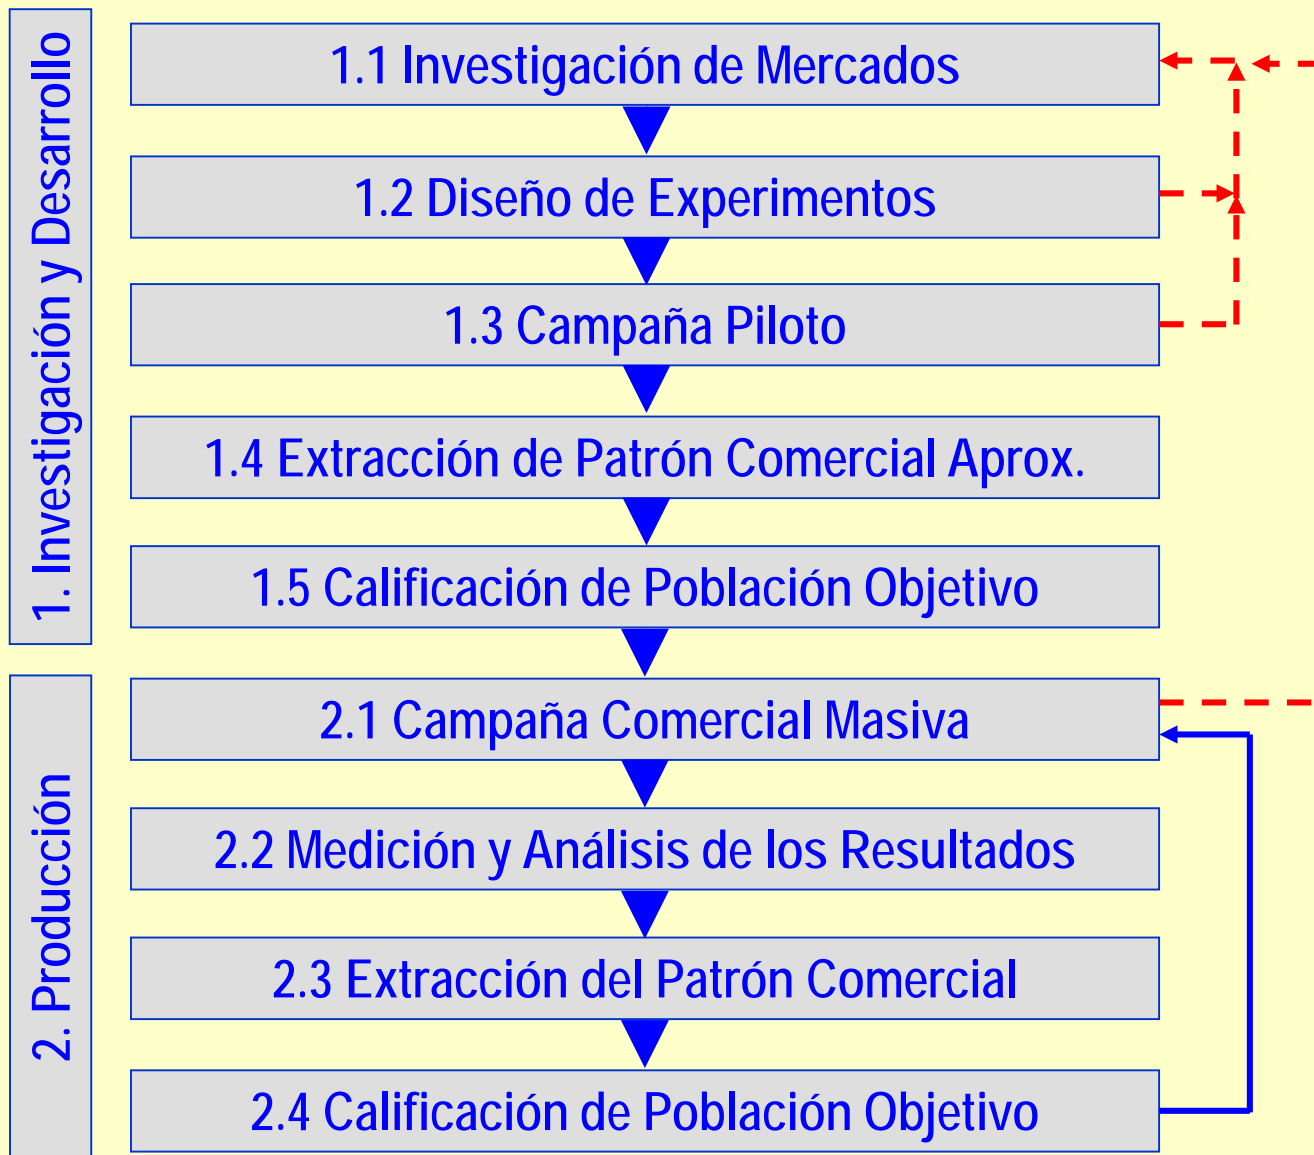 1. Investigación y Desarrollo
1.1 Investigación de Mercados
1.2 Diseño de Experimentos
1.3 Campaña Piloto
1.4 Extracción de Patrón Comercial Aprox.
1.5 Calificación de Población Objetivo
2. Producción
2.1 Campaña Comercial Masiva
2.2 Medición y Análisis de los Resultados
2.3 Extracción del Patrón Comercial
2.4 Calificación de Población Objetivo